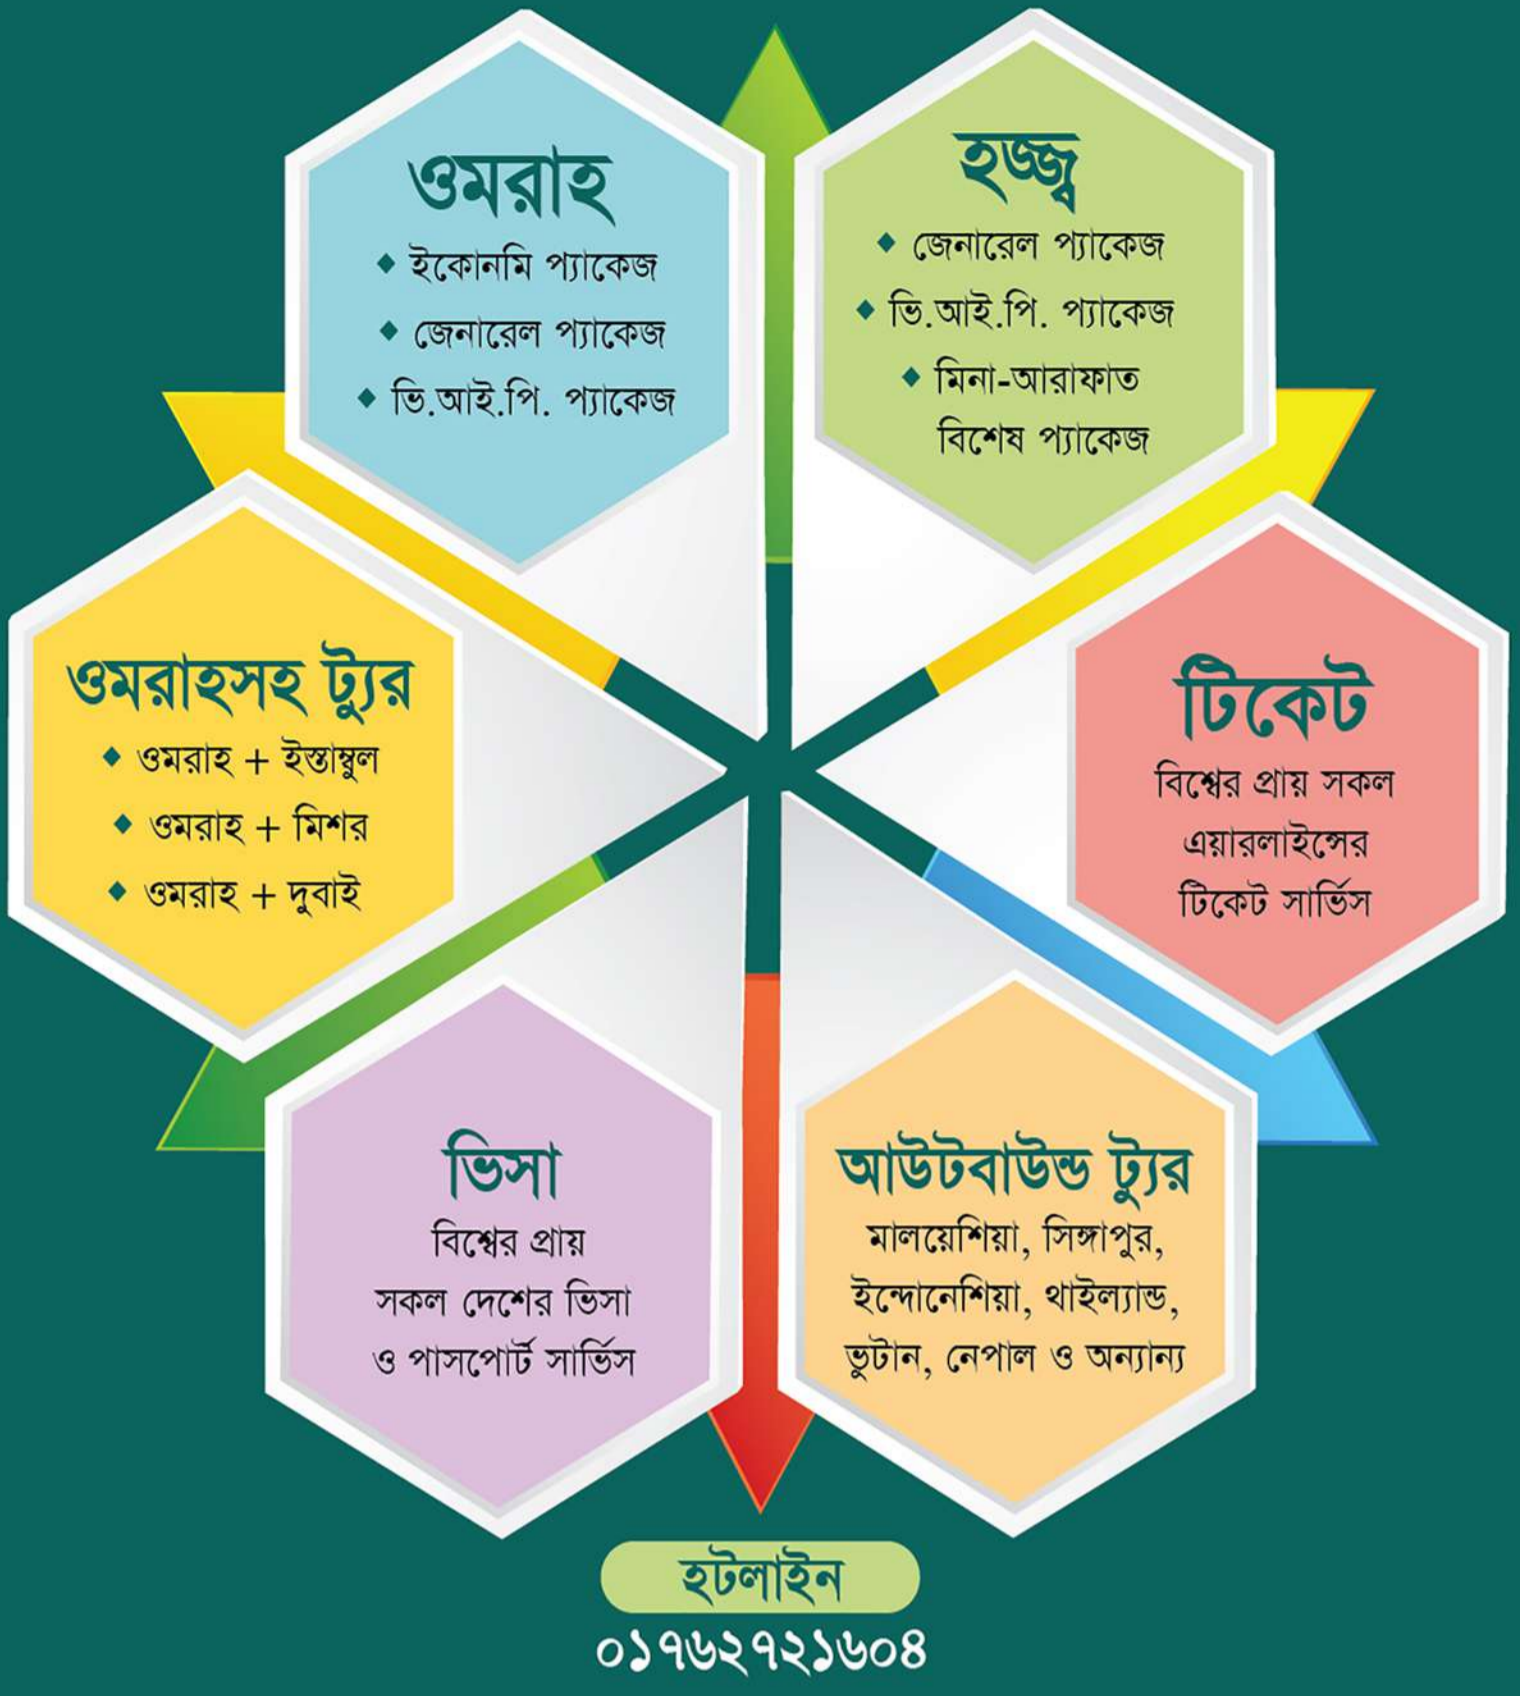 ওমরাহ
◆ ইকোনমি প্যাকেজ
◆ জেনারেল প্যাকেজ
◆ ভি.আই.পি. প্যাকেজ
হজ্জ্ব
◆ জেনারেল প্যাকেজ
◆ ভি.আই.পি. প্যাকেজ
◆ মিনা-আরাফাত
বিশেষ প্যাকেজ
ওমরাহসহ ট্যুর
◆ ওমরাহ + ইস্তাম্বুল
◆ ওমরাহ + মিশর
◆ ওমরাহ + দুবাই
টিকেট
বিশ্বের প্রায় সকল
এয়ারলাইন্সের
টিকেট সার্ভিস
ভিসা
বিশ্বের প্রায়
সকল দেশের ভিসা
ও পাসপোর্ট সার্ভিস
আউটবাউন্ড ট্যুর
মালয়েশিয়া, সিঙ্গাপুর,
ইন্দোনেশিয়া, থাইল্যান্ড,
ভুটান, নেপাল ও অন্যান্য
হটলাইন
০১৭৬২৭২১৬০৪